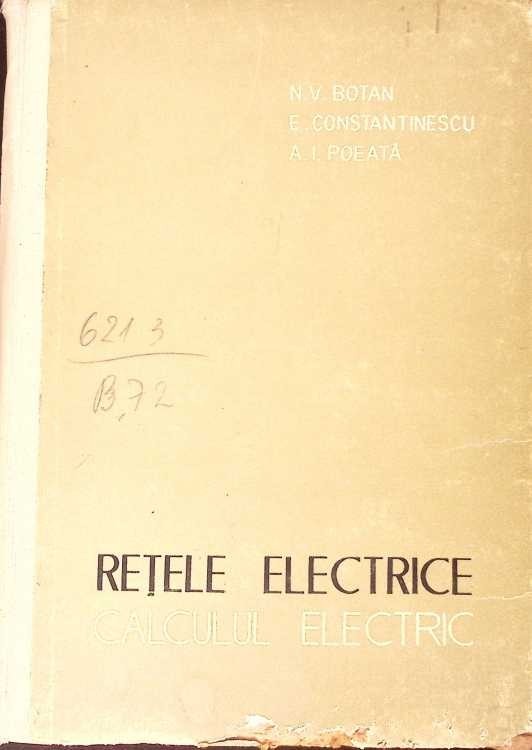 N.V. BOTAN
E. CONSTANTINESCU
A.I. POEATĂ
621 3
B,72
REȚELE ELECTRICE
CALCULUL ELECTRIC